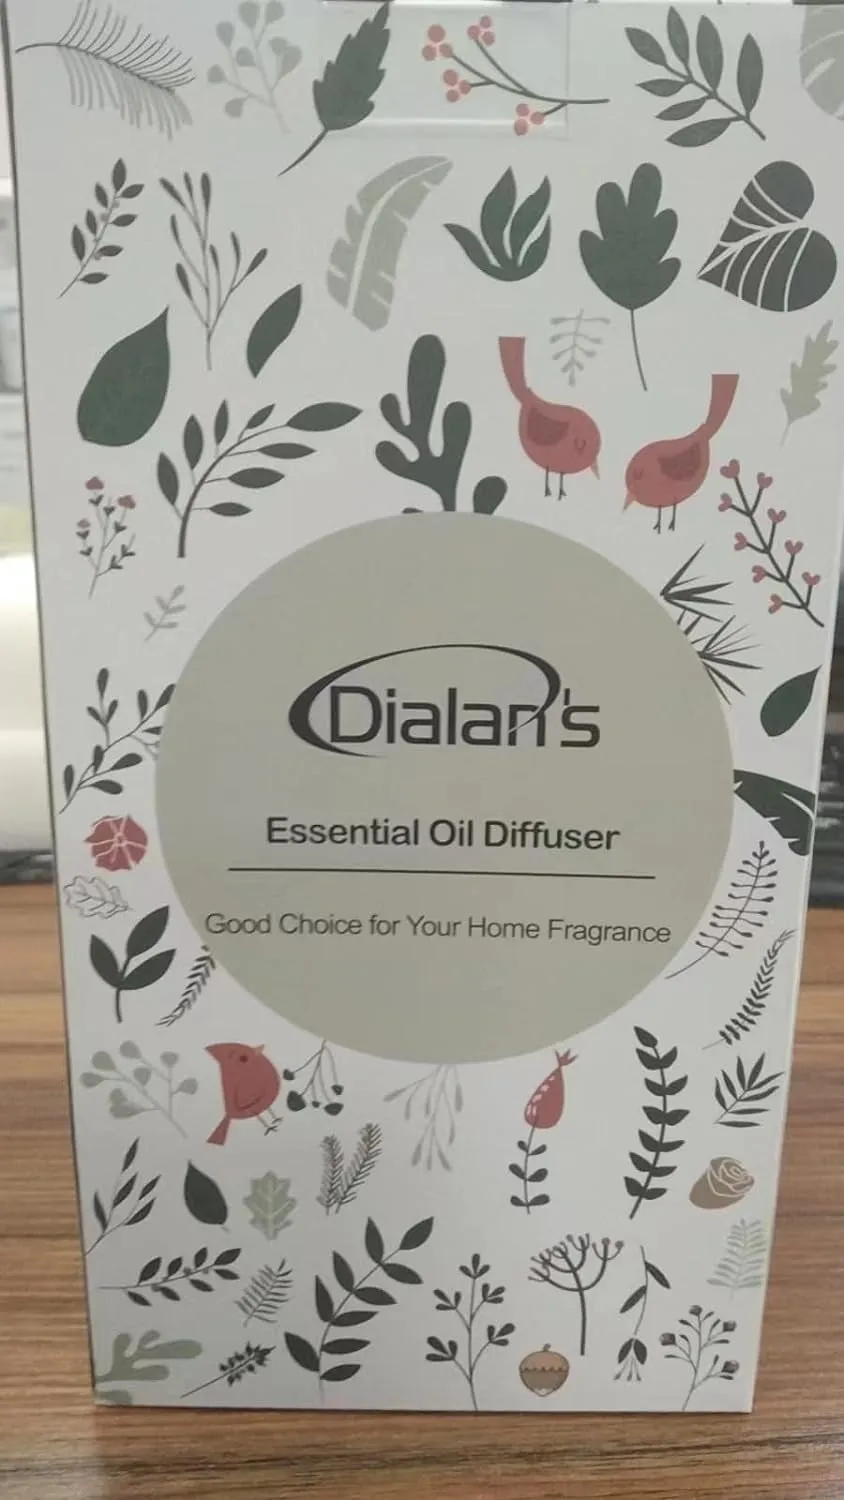 Dialan's
Essential Oil Diffuser
Good Choice for Your Home Fragrance